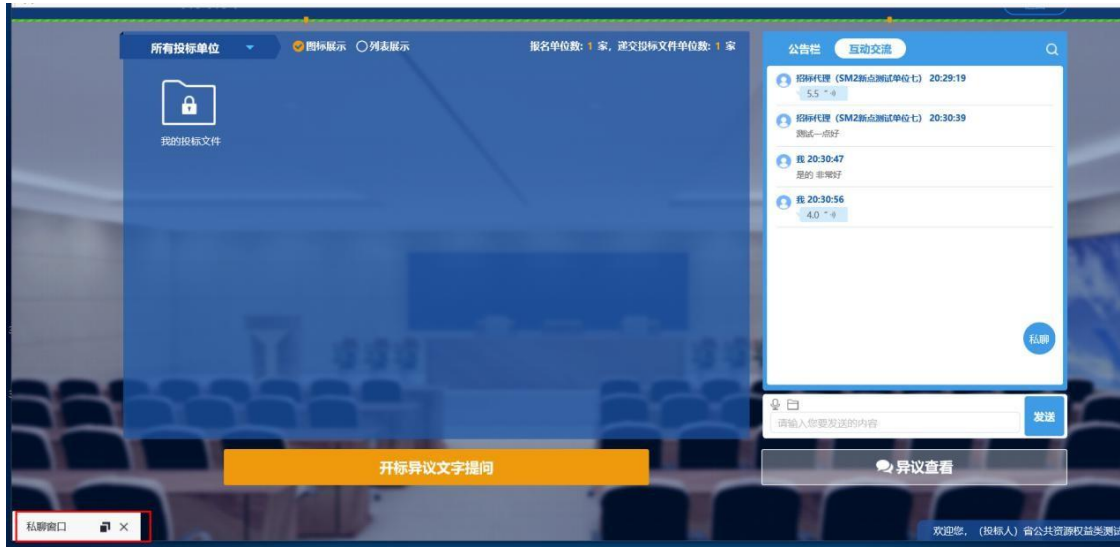 所有投标单位
图标展示 列表展示
报名单位数: 1 家, 递交投标文件单位数: 1 家
我的投标文件
公告栏 互动交流
招标代理 (SM2新点测试单位七) 20:29:19
5.5 "
招标代理 (SM2新点测试单位七) 20:30:39
测试一点好
我 20:30:47
是的 非常好
我 20:30:56
4.0 "
私聊
请输入您要发送的内容
发送
开标异议文字提问
异议查看
私聊窗口
欢迎您, (投标人) 省公共资源权益类测试